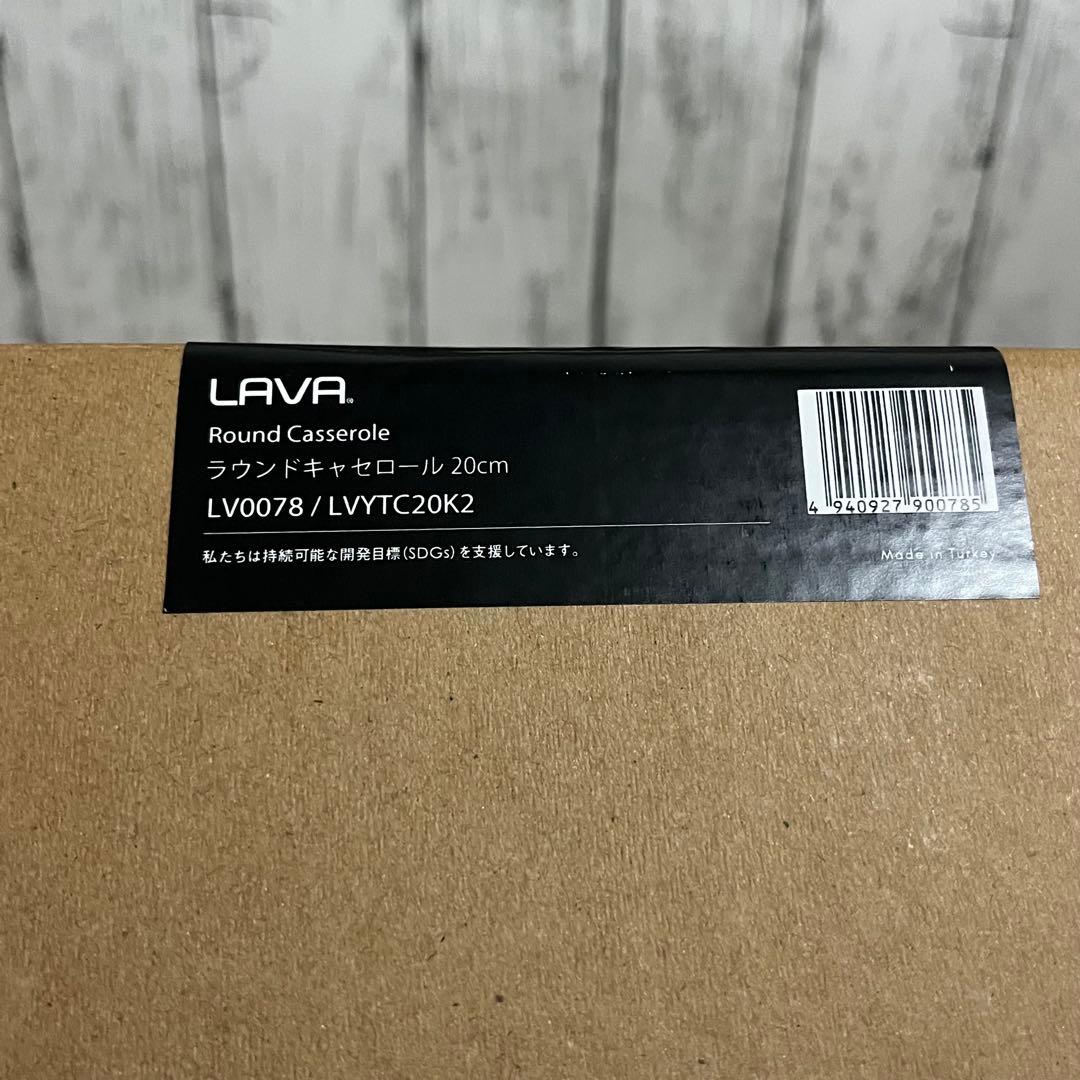 LAVA®
Round Casserole
ラウンドキャセロール 20cm
LV0078 / LVYTC20K2
私たちは持続可能な開発目標(SDGs)を支援しています。
4 940927 900785
Made in Turkey